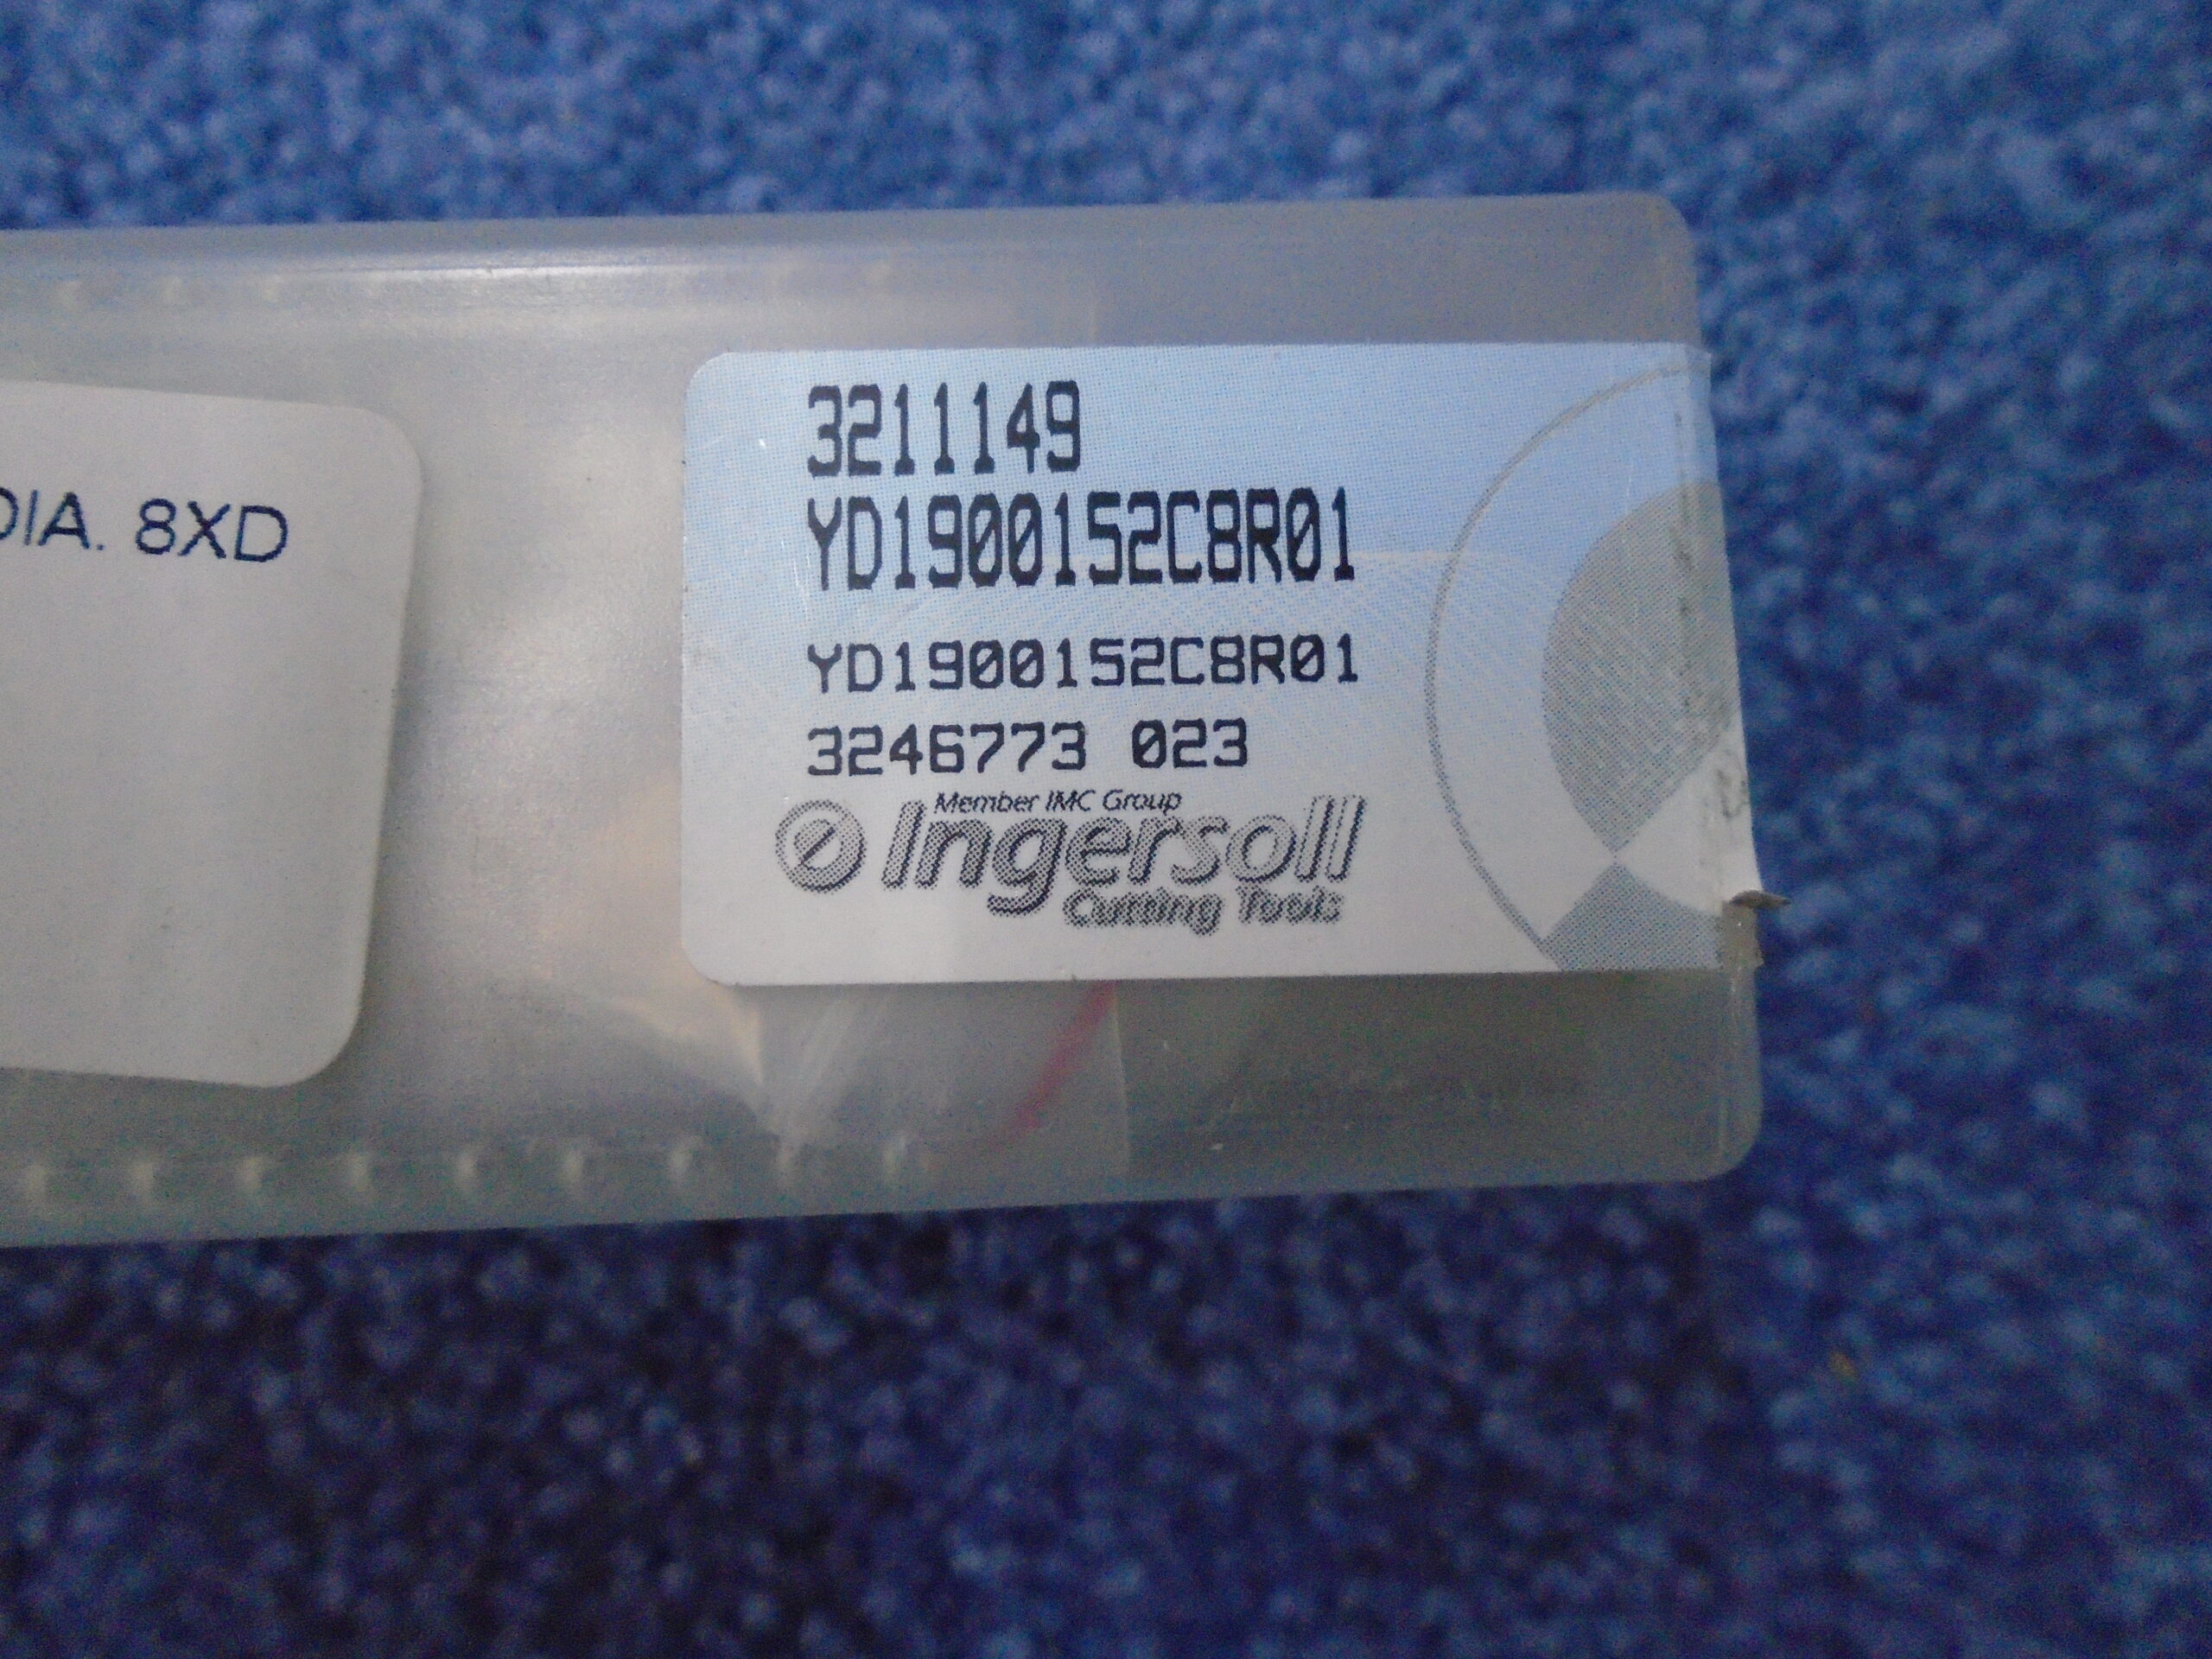 DIA. 8XD
3211149
YD1900152C8R01
YD1900152C8R01
3246773 023
Member IMC Group
Ingersoll
Cutting Tools